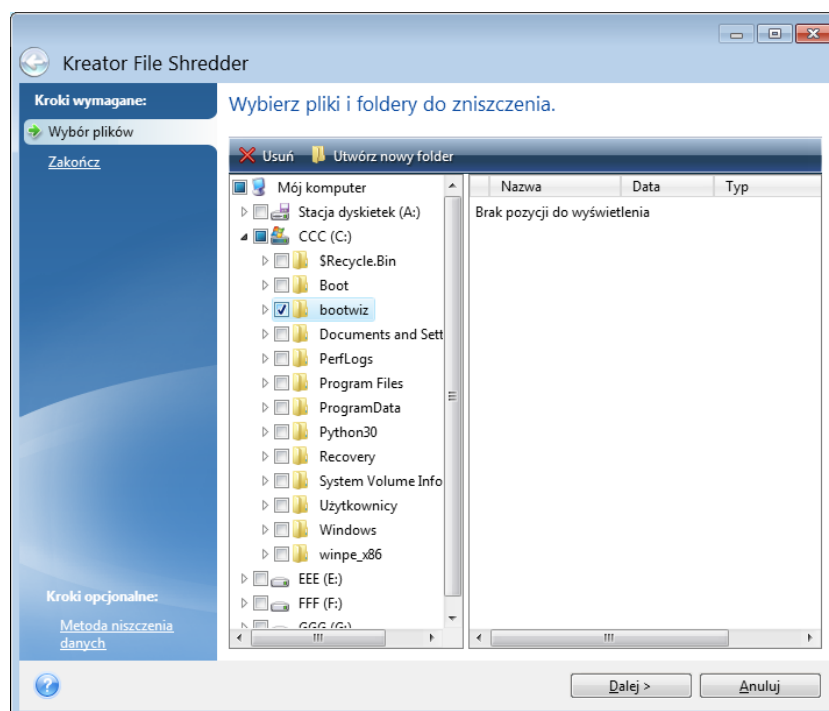 Kreator File Shredder
Kroki wymagane:
Wybór plików
Zakończ
Kroki opcjonalne:
Metoda niszczenia
danych
Wybierz pliki i foldery do zniszczenia.
Usuń Utwórz nowy folder
Mój komputer
Stacja dyskietek (A:)
CCC (C:)
$Recycle.Bin
Boot
bootwiz
Documents and Sett
PerfLogs
Program Files
ProgramData
Python30
Recovery
System Volume Info
Użytkownicy
Windows
winpe_x86
EEE (E:)
FFF (F:)
GGG (G:)
Nazwa Data Typ
Brak pozycji do wyświetlenia
Dalej > Anuluj